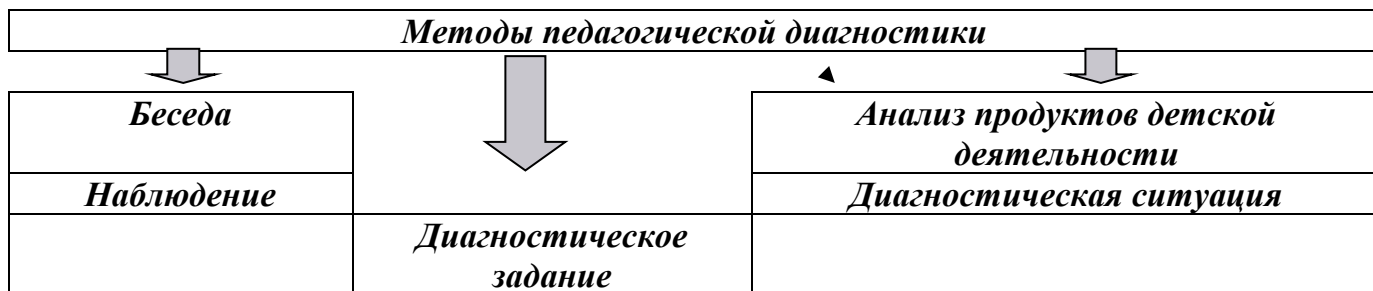 Методы педагогической диагностики
Беседа
Анализ продуктов детской
деятельности
Наблюдение
Диагностическая ситуация
Диагностическое
задание